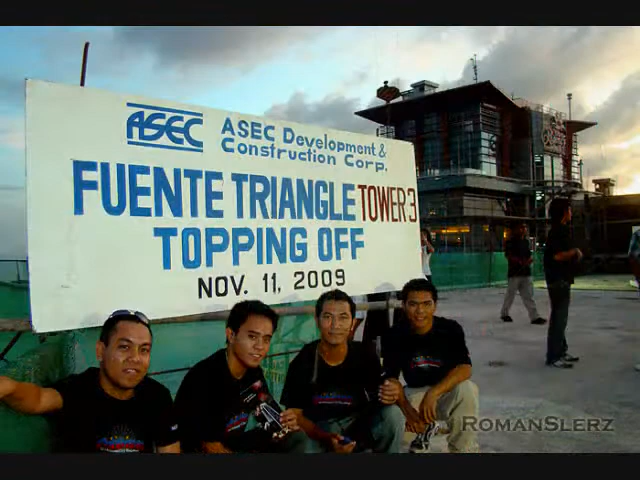 ASEC
ASEC Development &
Construction Corp.
FUENTE TRIANGLE TOWER 3
TOPPING OFF
NOV. 11, 2009
ROMANSLERZ